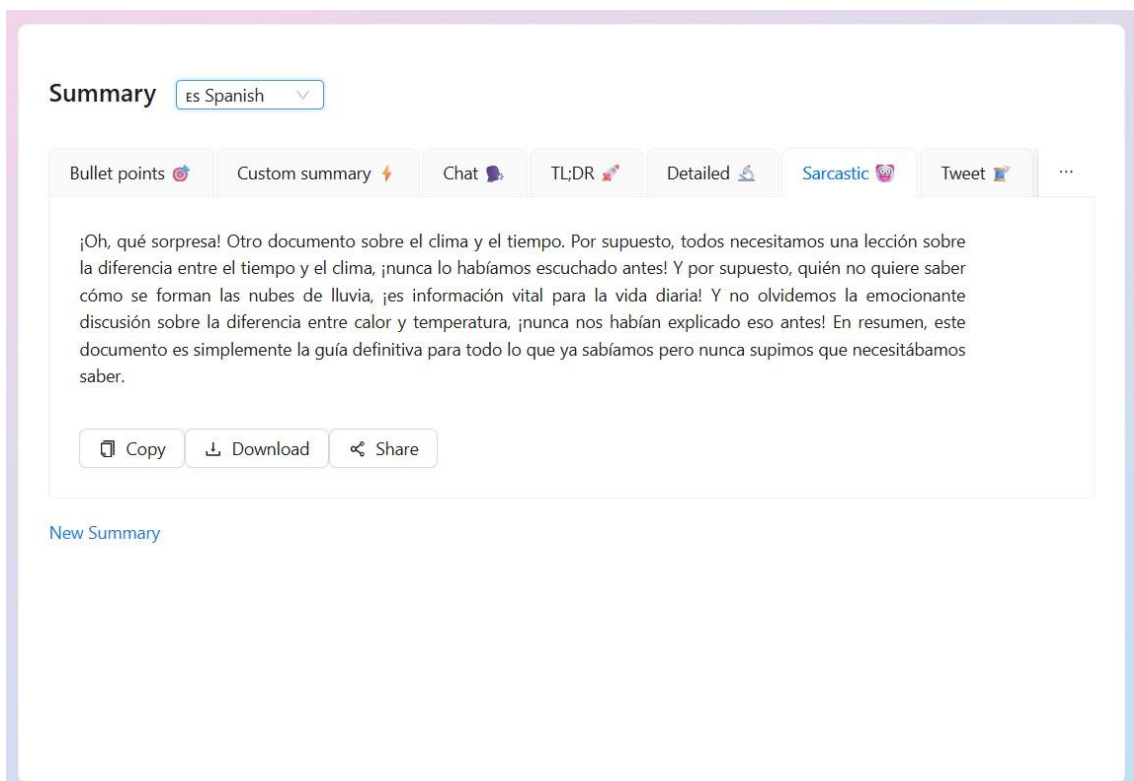 Summary
ES Spanish
Bullet points 🎯
Custom summary ⚡
Chat 🗣
TL;DR 🚀
Detailed 🔬
Sarcastic 🤡
Tweet 🧵
...
¡Oh, qué sorpresa! Otro documento sobre el clima y el tiempo. Por supuesto, todos necesitamos una lección sobre
la diferencia entre el tiempo y el clima, ¡nunca lo habíamos escuchado antes! Y por supuesto, quién no quiere saber
cómo se forman las nubes de lluvia, ¡es información vital para la vida diaria! Y no olvidemos la emocionante
discusión sobre la diferencia entre calor y temperatura, ¡nunca nos habían explicado eso antes! En resumen, este
documento es simplemente la guía definitiva para todo lo que ya sabíamos pero nunca supimos que necesitábamos
saber.
Copy
Download
Share
New Summary